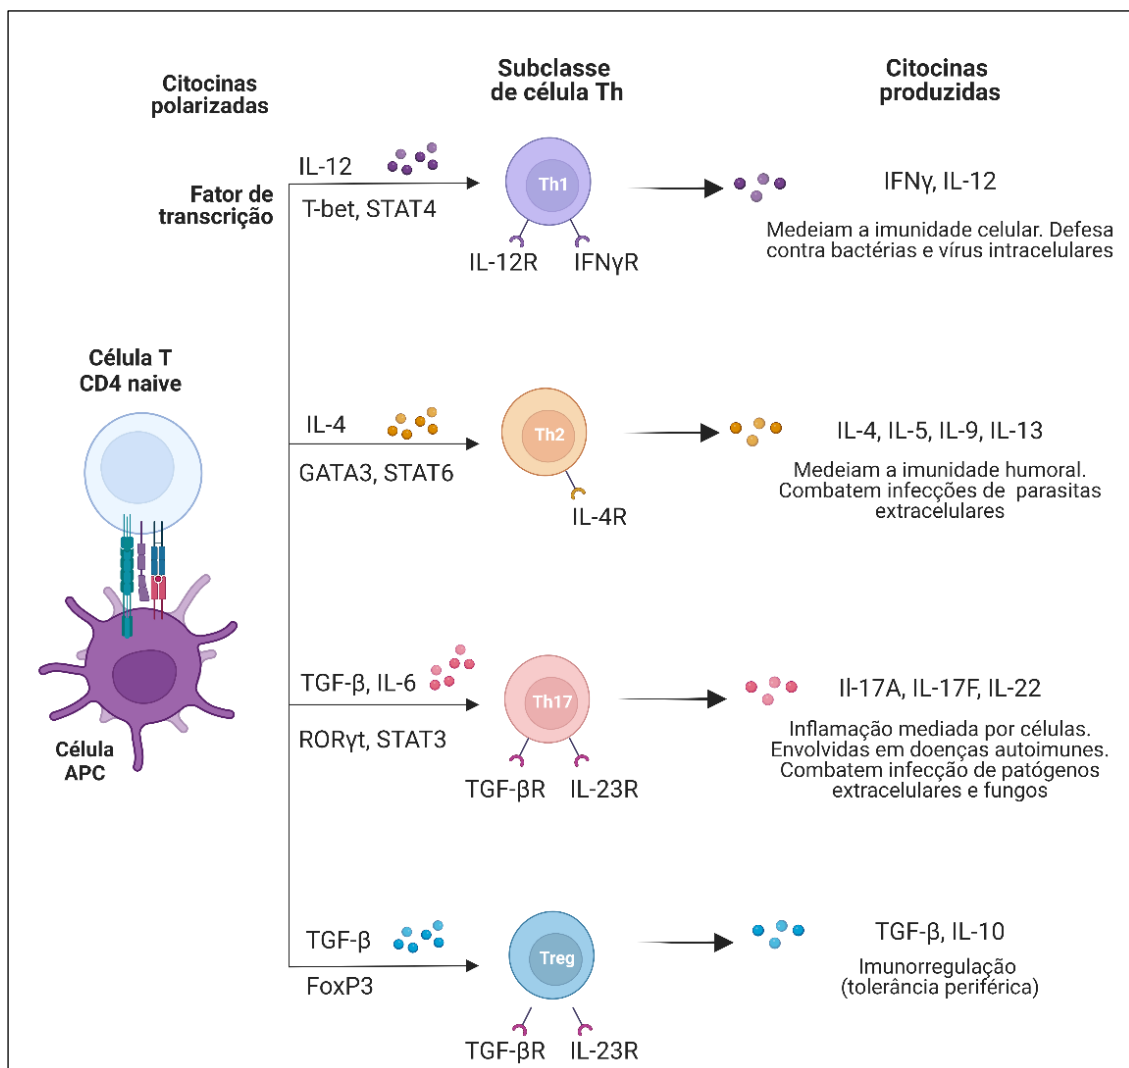 Citocinas
polarizadas
Subclasse
de célula Th
Citocinas
produzidas
Fator de
transcrição
IL-12
T-bet, STAT4
Th1
IL-12R
IFNγR
IFNγ, IL-12
Medeiam a imunidade celular. Defesa
contra bactérias e vírus intracelulares
Célula T
CD4 naive
Célula
APC
IL-4
GATA3, STAT6
Th2
IL-4R
IL-4, IL-5, IL-9, IL-13
Medeiam a imunidade humoral.
Combatem infecções de parasitas
extracelulares
TGF-β, IL-6
RORγt, STAT3
Th17
TGF-βR
IL-23R
Il-17A, IL-17F, IL-22
Inflamação mediada por células.
Envolvidas em doenças autoimunes.
Combatem infecção de patógenos
extracelulares e fungos
TGF-β
FoxP3
Treg
TGF-βR
IL-23R
TGF-β, IL-10
Imunorregulação
(tolerância periférica)